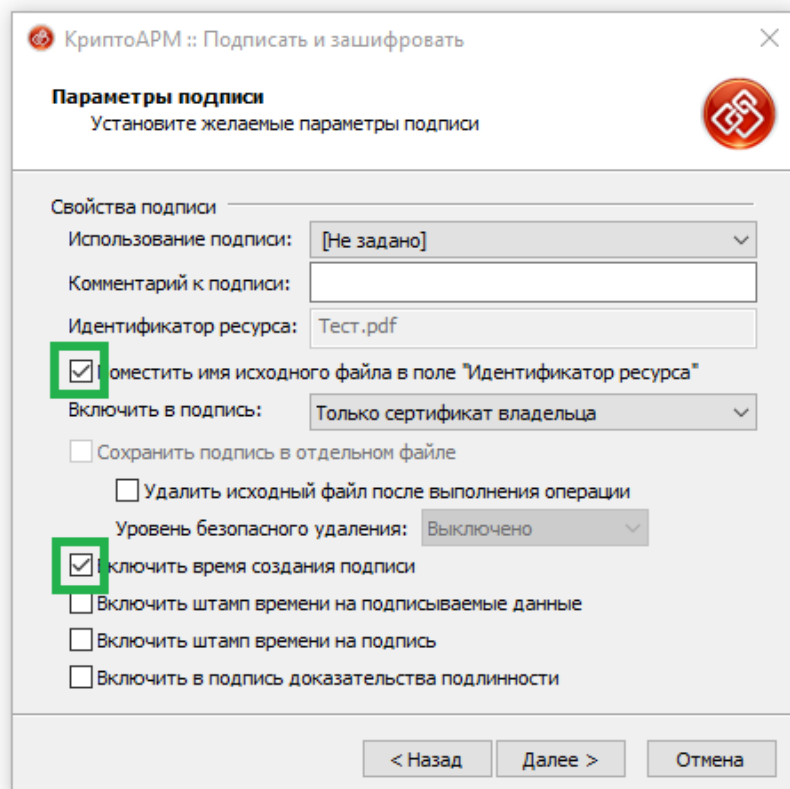 КриптоАРМ :: Подписать и зашифровать
Параметры подписи
Установите желаемые параметры подписи
Свойства подписи
Использование подписи: [Не задано]
Комментарий к подписи:
Идентификатор ресурса: Тест.pdf
Поместить имя исходного файла в поле "Идентификатор ресурса"
Включить в подпись: Только сертификат владельца
Сохранить подпись в отдельном файле
Удалить исходный файл после выполнения операции
Уровень безопасного удаления: Выключено
Включить время создания подписи
Включить штамп времени на подписываемые данные
Включить штамп времени на подпись
Включить в подпись доказательства подлинности
< Назад Далее > Отмена